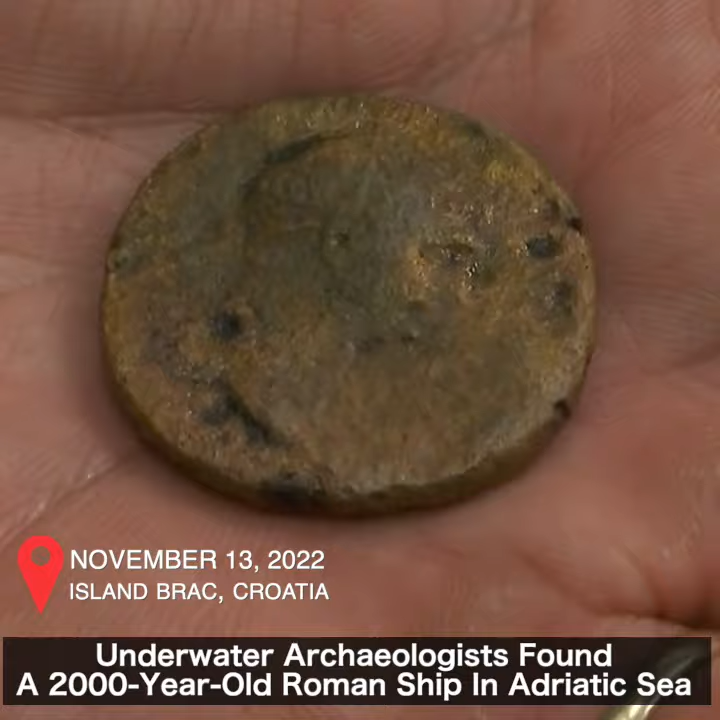 NOVEMBER 13, 2022
ISLAND BRAC, CROATIA
Underwater Archaeologists Found
A 2000-Year-Old Roman Ship In Adriatic Sea